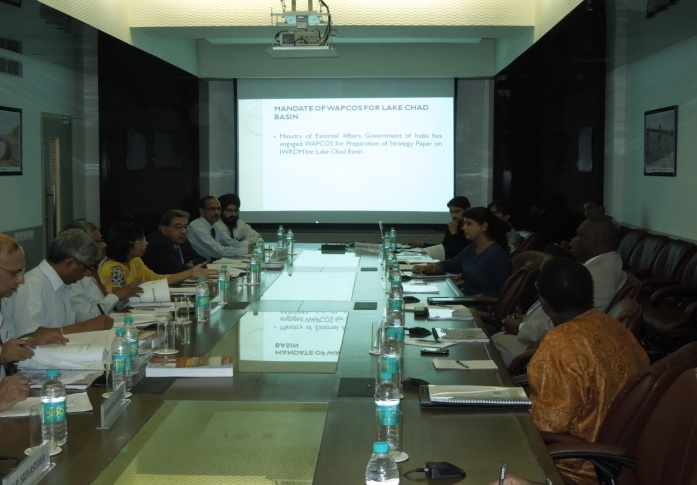 MANDATE OF WAPCOS FOR LAKE CHAD
BASIN
• Ministry of External Affairs, Government of India has
engaged WAPCOS for Preparation of Strategy Paper on
IWRDM for Lake Chad Basin.